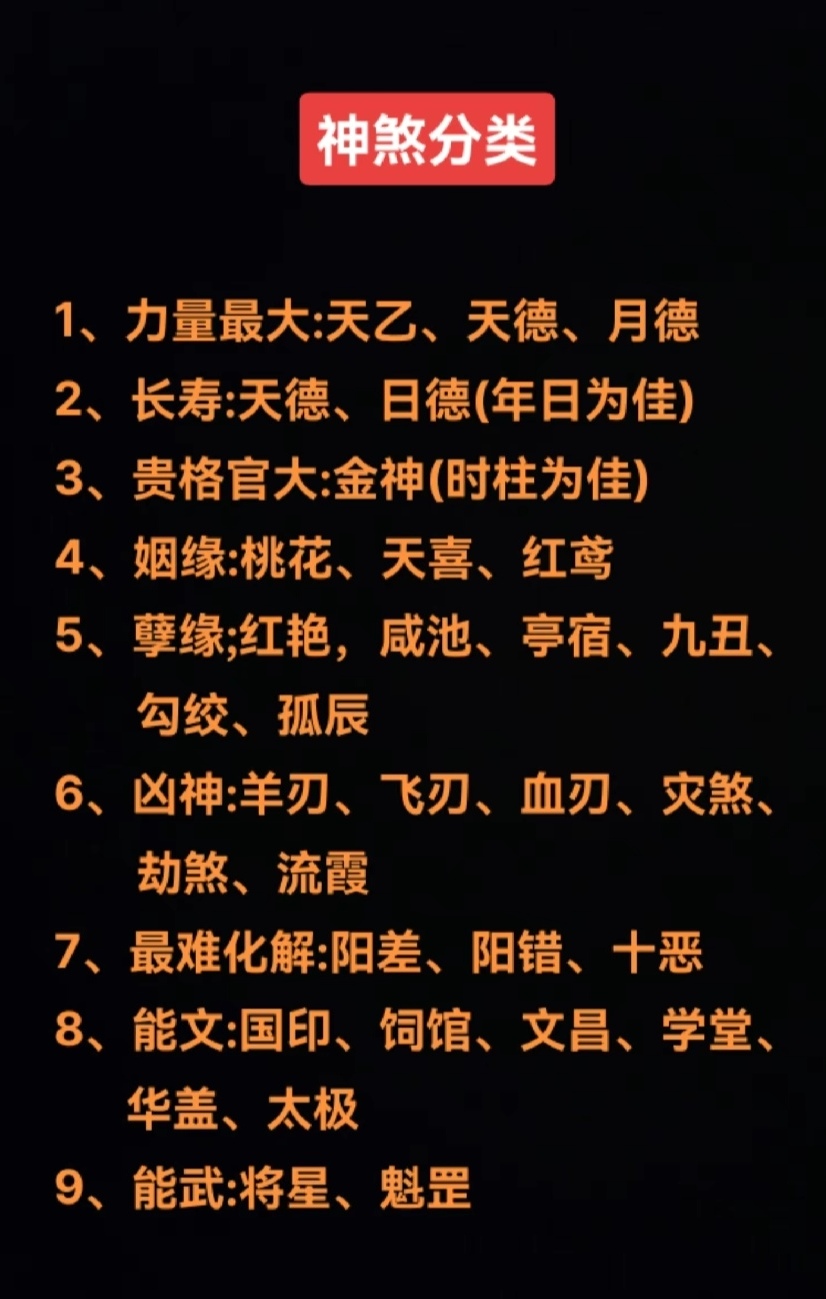 神煞分类
1、力量最大:天乙、天德、月德
2、长寿:天德、日德(年日为佳)
3、贵格官大:金神(时柱为佳)
4、姻缘:桃花、天喜、红鸢
5、孽缘;红艳，咸池、亭宿、九丑、
勾绞、孤辰
6、凶神:羊刃、飞刃、血刃、灾煞、
劫煞、流霞
7、最难化解:阳差、阳错、十恶
8、能文:国印、饲馆、文昌、学堂、
华盖、太极
9、能武:将星、魁罡